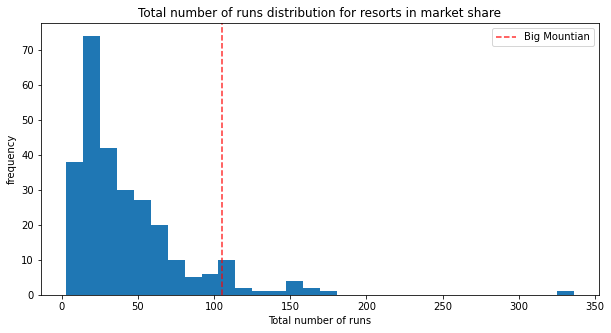 Total number of runs distribution for resorts in market share
Big Mountian
frequency
70
60
50
40
30
20
10
0
0 50 100 150 200 250 300 350
Total number of runs